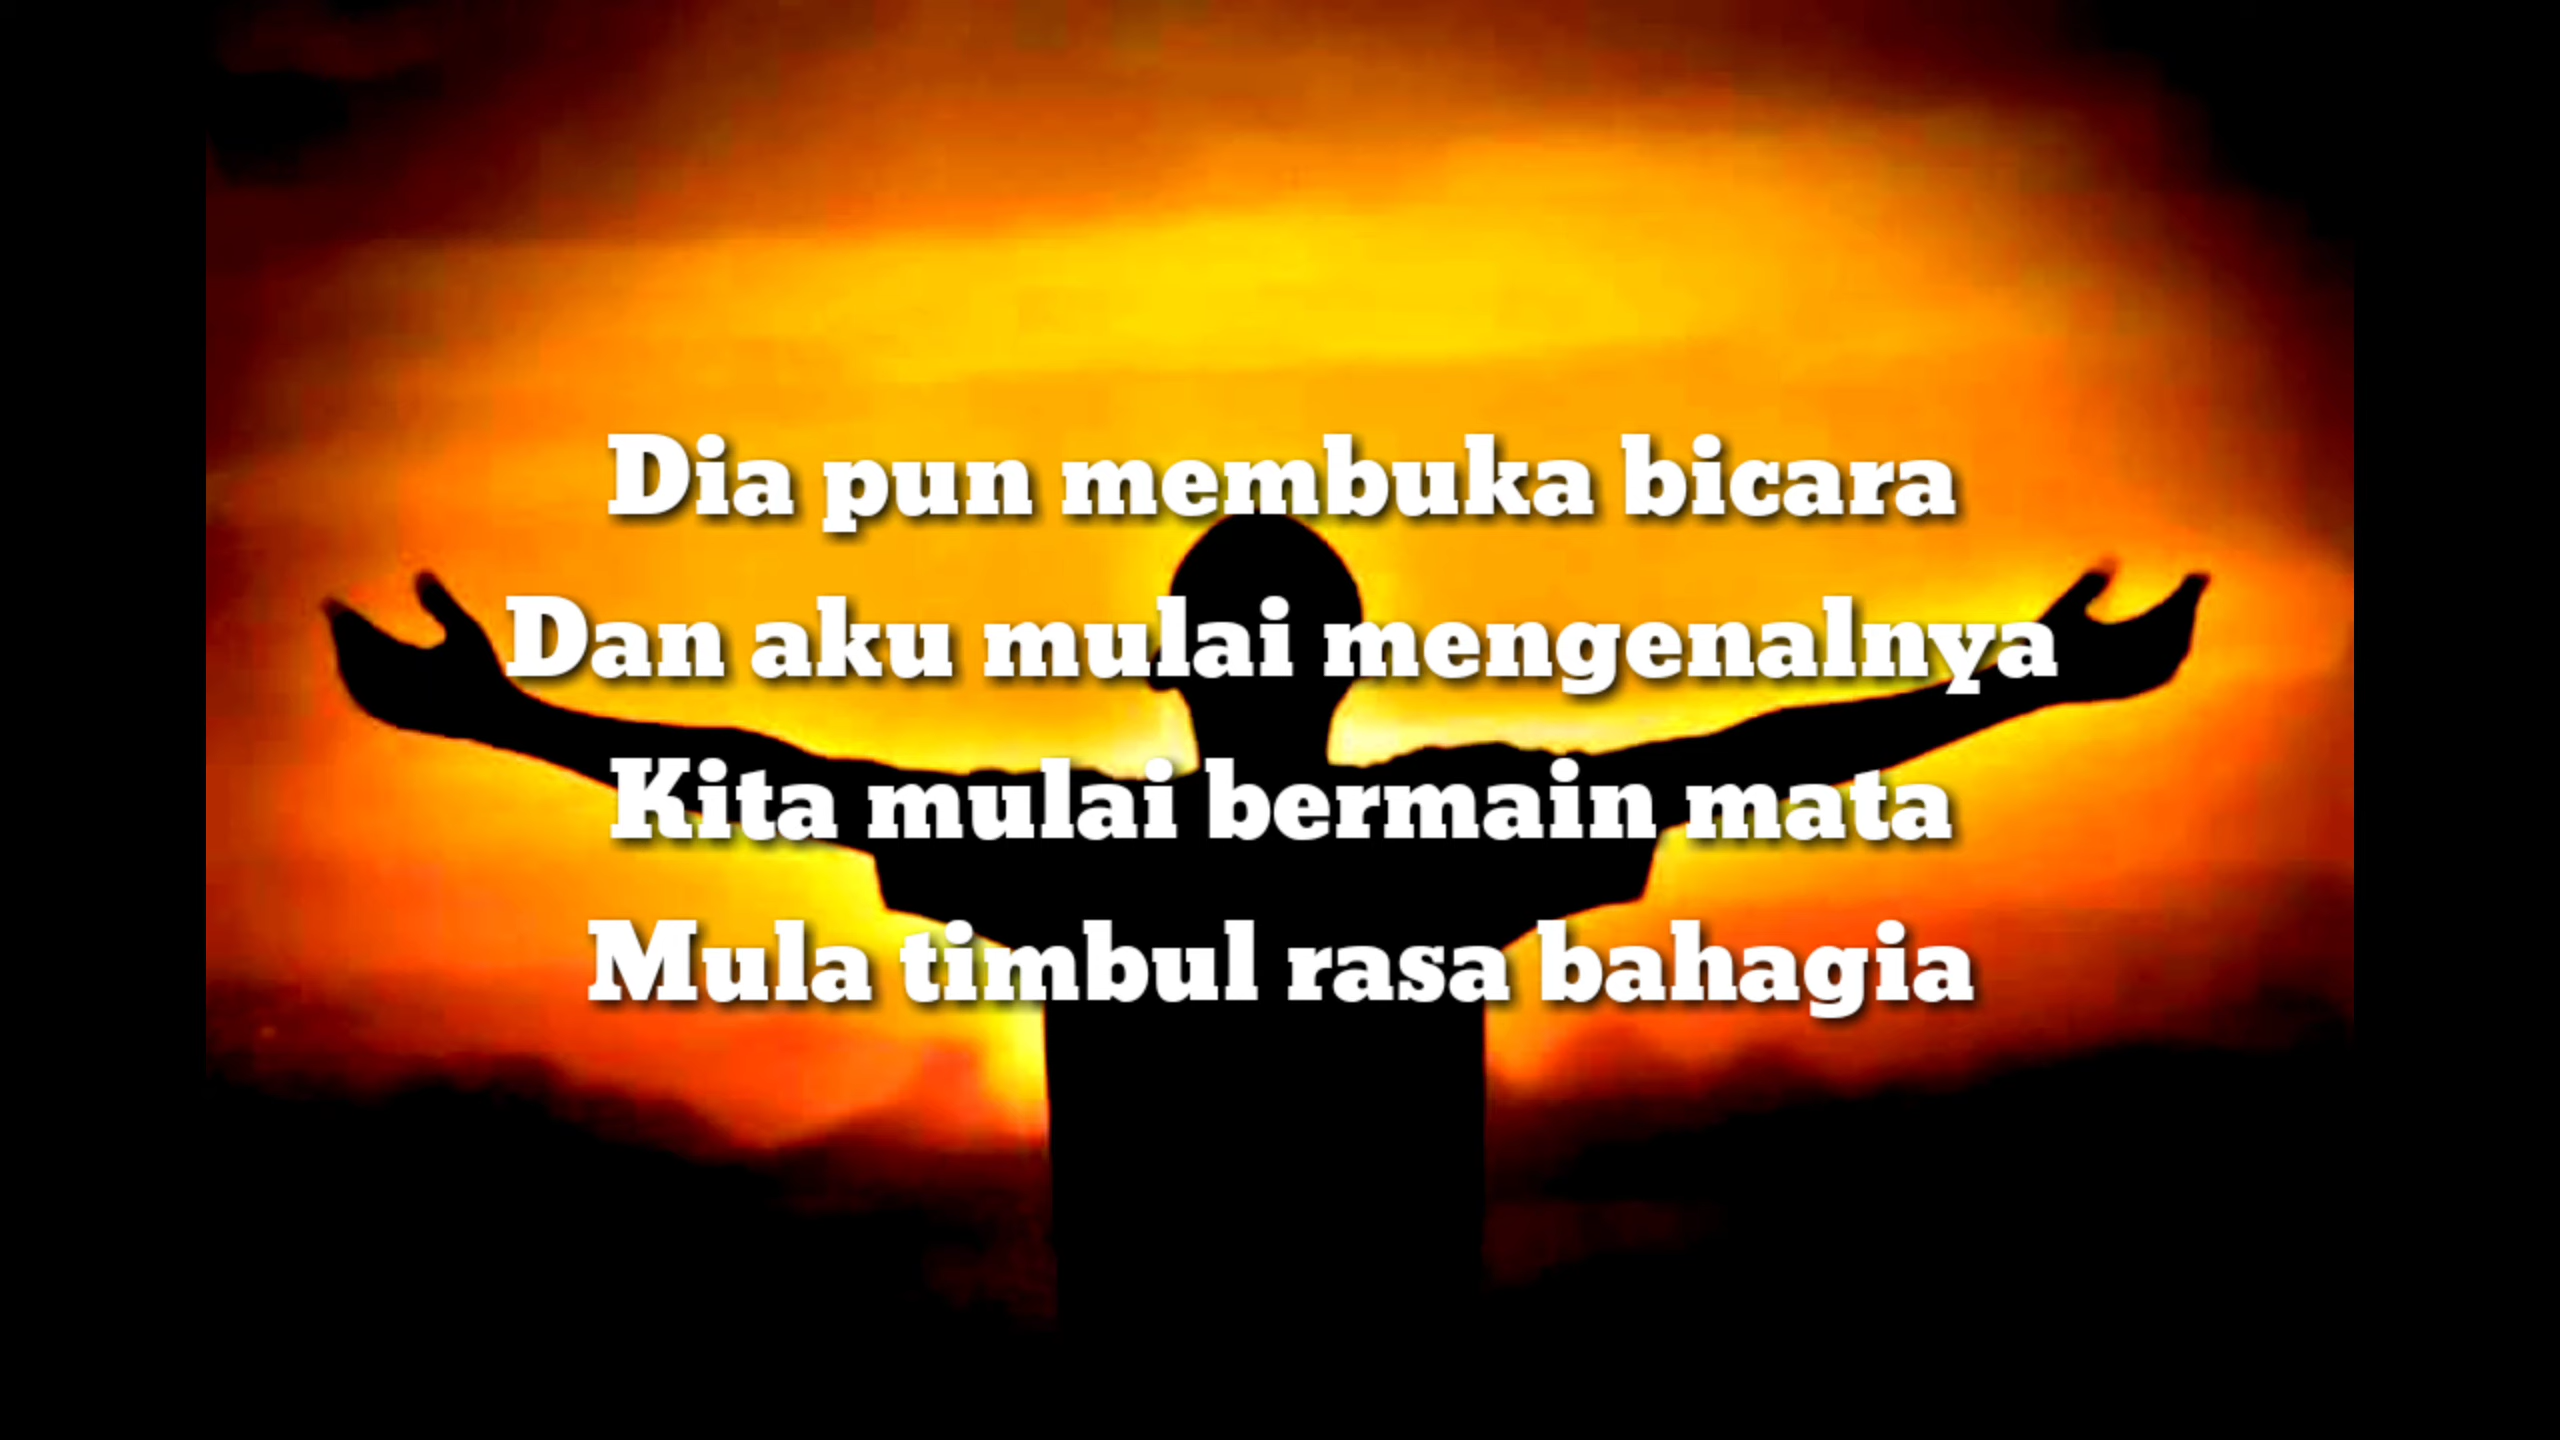 Dia pun membuka bicara
Dan aku mulai mengenalnya
Kita mulai bermain mata
Mula timbul rasa bahagia